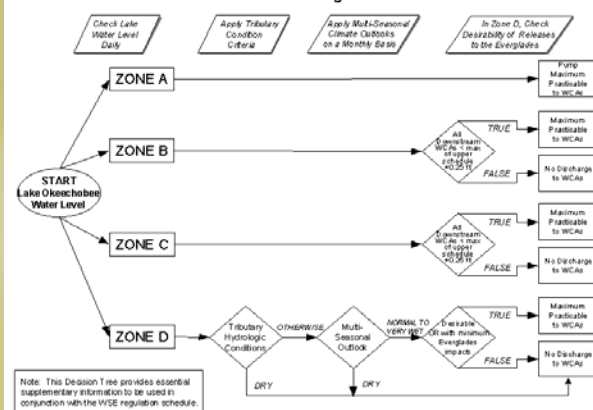 Check Lake
Water Level
Daily
Apply Tributary
Condition
Criteria
Apply Multi-Seasonal
Climate Outlooks
on a Monthly Basis
In Zone D, Check
Desirability of Releases
to the Everglades
ZONE A
Pump
Maximum
Practicable
to WCAs
ZONE B
All
Downstream
WCAs < max
of upper
schedule
+0.25 ft
TRUE
Maximum
Practicable
to WCAs
FALSE
No Discharge
to WCAs
START
Lake Okeechobee
Water Level
ZONE C
All
Downstream
WCAs < max
of upper
schedule
+0.25 ft
TRUE
Maximum
Practicable
to WCAs
FALSE
No Discharge
to WCAs
ZONE D
Tributary
Hydrologic
Conditions
OTHERWISE
Multi-
Seasonal
Outlook
NORMAL TO
VERY WET
Desirable
OR with minimum
Everglades
impacts
TRUE
Maximum
Practicable
to WCAs
FALSE
No Discharge
to WCAs
DRY
DRY
Note: This Decision Tree provides essential
supplementary information to be used in
conjunction with the WSE regulation schedule.